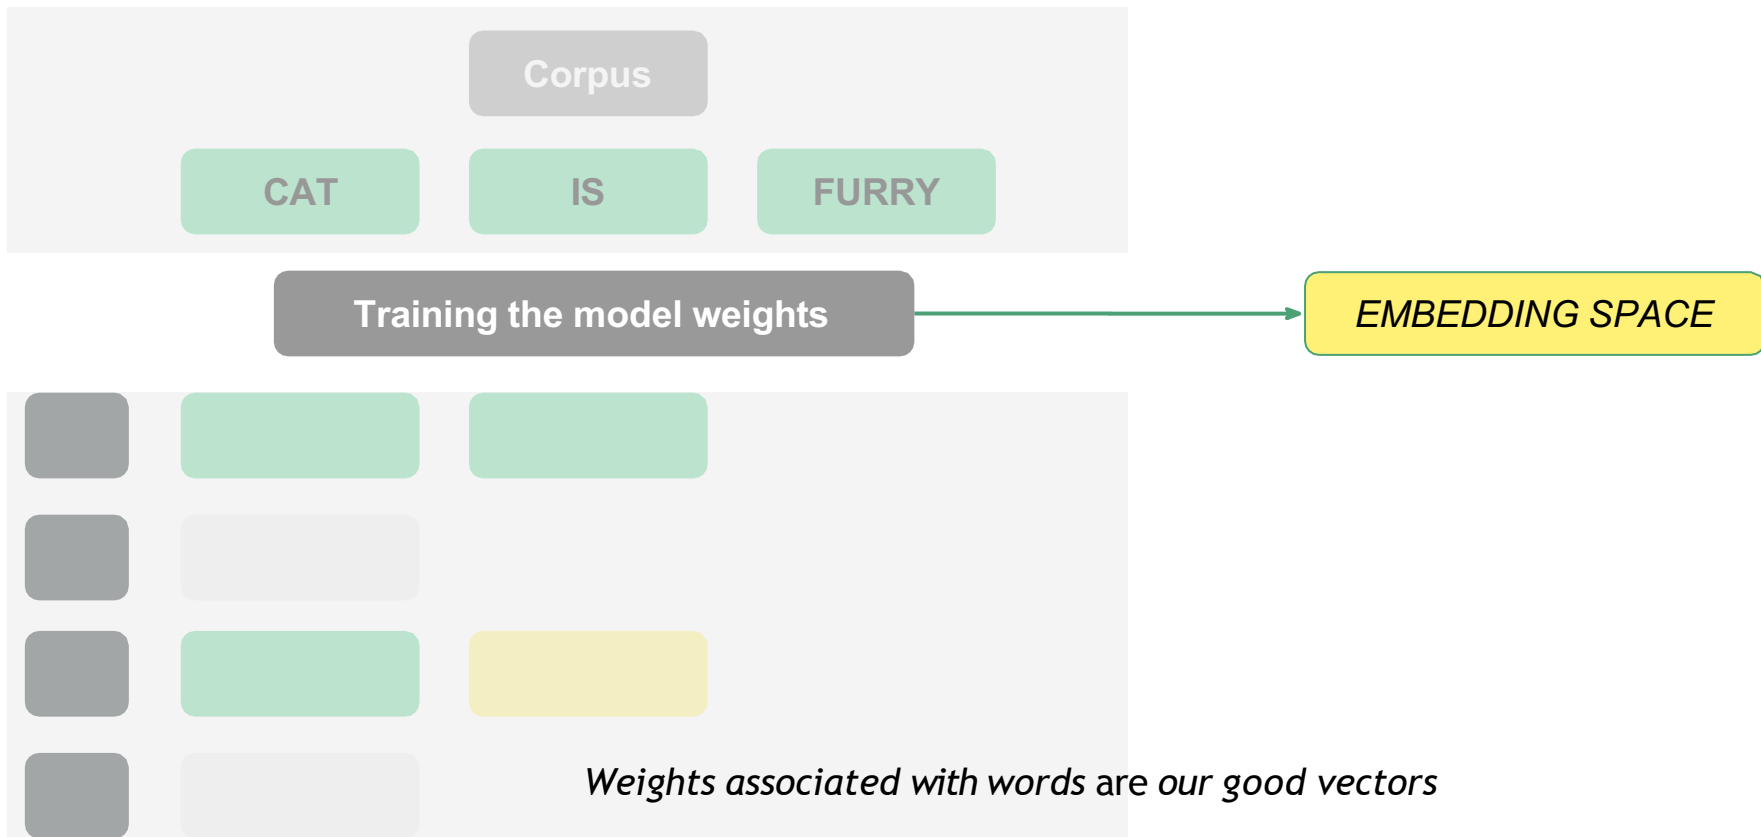 Corpus
CAT IS FURRY
Training the model weights EMBEDDING SPACE
Weights associated with words are our good vectors